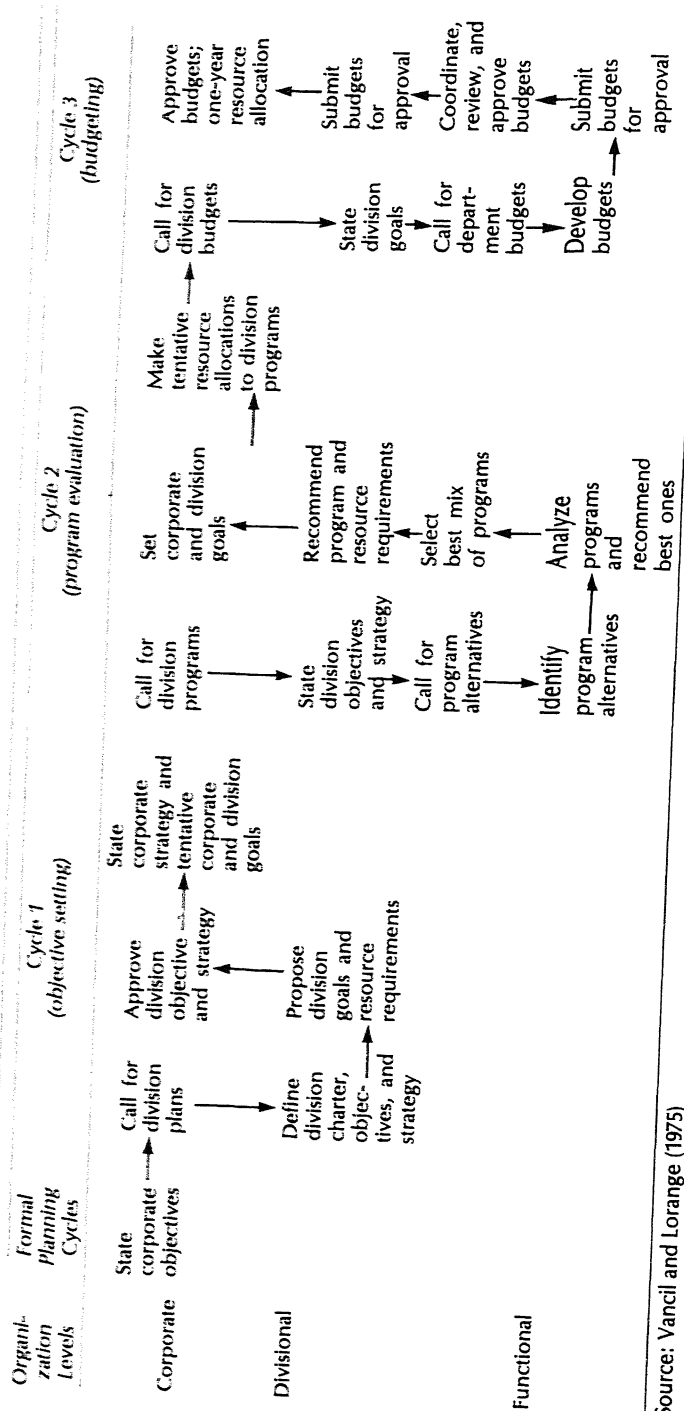 Organi-
zation
Levels
Formal
Planning
Cycles
Cycle 1
(objective setting)
Cycle 2
(program evaluation)
Cycle 3
(budgeting)
Corporate
State
corporate
objectives
Call for
division
plans
Approve
division
objective
and strategy
State
corporate
strategy and
tentative
corporate
and division
goals
Call for
division
programs
Set
corporate
and division
goals
Make
tentative
resource
allocations
to division
programs
Call for
division
budgets
Approve
budgets;
one-year
resource
allocation
Divisional
Define
division
charter,
objec-
tives, and
strategy
Propose
division
goals and
resource
requirements
State
division
objectives
and strategy
Call for
program
alternatives
Recommend
program and
resource
requirements
Select
best mix
of programs
State
division
goals
Call for
depart-
ment
budgets
Submit
budgets
for
approval
Coordinate,
review, and
approve
budgets
Functional
Identify
program
alternatives
Analyze
programs
and
recommend
best ones
Develop
budgets
Submit
budgets
for
approval
Source: Vancil and Lorange (1975)